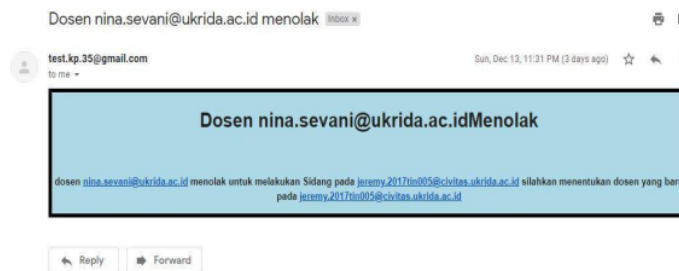 Dosen nina.sevani@ukrida.ac.id menolak Inbox x
test.kp.35@gmail.com Sun, Dec 13, 11:31 PM (3 days ago)
to me
Dosen nina.sevani@ukrida.ac.idMenolak
dosen nina.sevani@ukrida.ac.id menolak untuk melakukan Sidang pada jeremy.2017tin005@civitas.ukrida.ac.id silahkan menentukan dosen yang bar
pada jeremy.2017tin005@civitas.ukrida.ac.id
Reply Forward